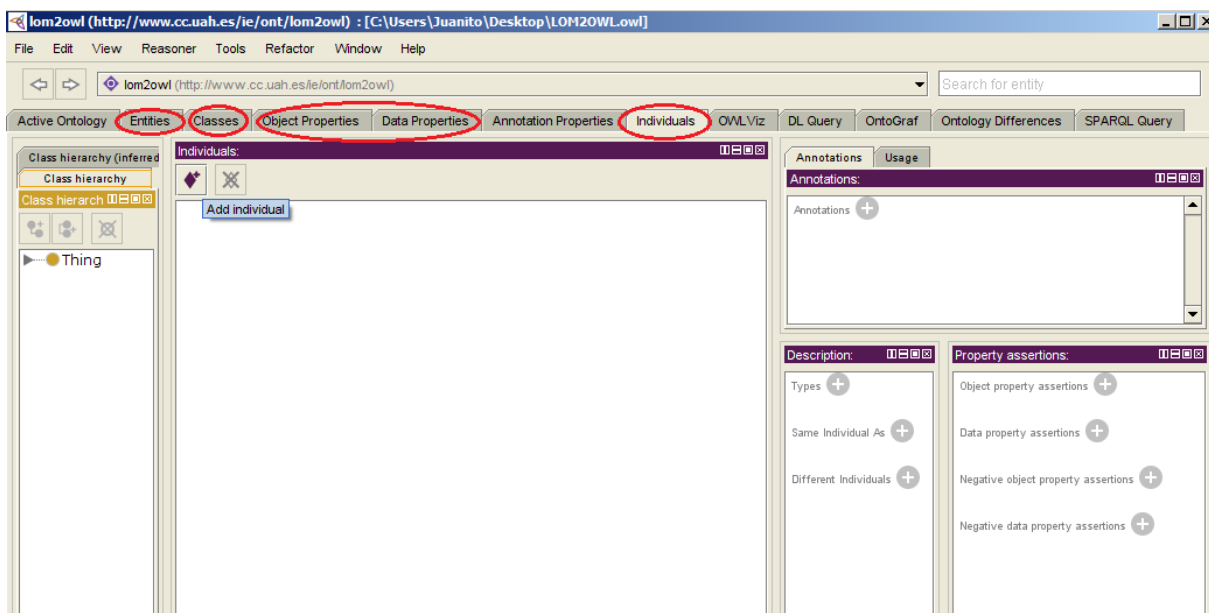 lom2owl (http://www.cc.uah.es/ie/ont/lom2owl) : [C:\Users\Juanito\Desktop\LOM2OWL.owl]
File Edit View Reasoner Tools Refactor Window Help
lom2owl (http://www.cc.uah.es/ie/ont/lom2owl) Search for entity
Active Ontology Entities Classes Object Properties Data Properties Annotation Properties Individuals OWLViz DL Query OntoGraf Ontology Differences SPARQL Query
Class hierarchy (inferred
Class hierarchy
Class hierarch
Thing
Individuals:
Add individual
Annotations Usage
Annotations:
Annotations
Description:
Types
Same Individual As
Different Individuals
Property assertions:
Object property assertions
Data property assertions
Negative object property assertions
Negative data property assertions